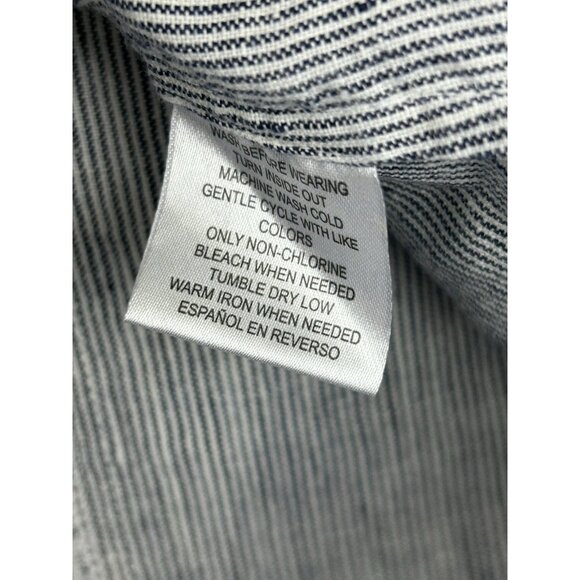 WASH BEFORE WEARING
TURN INSIDE OUT
MACHINE WASH COLD
GENTLE CYCLE WITH LIKE
COLORS
ONLY NON-CHLORINE
BLEACH WHEN NEEDED
TUMBLE DRY LOW
WARM IRON WHEN NEEDED
ESPAÑOL EN REVERSO